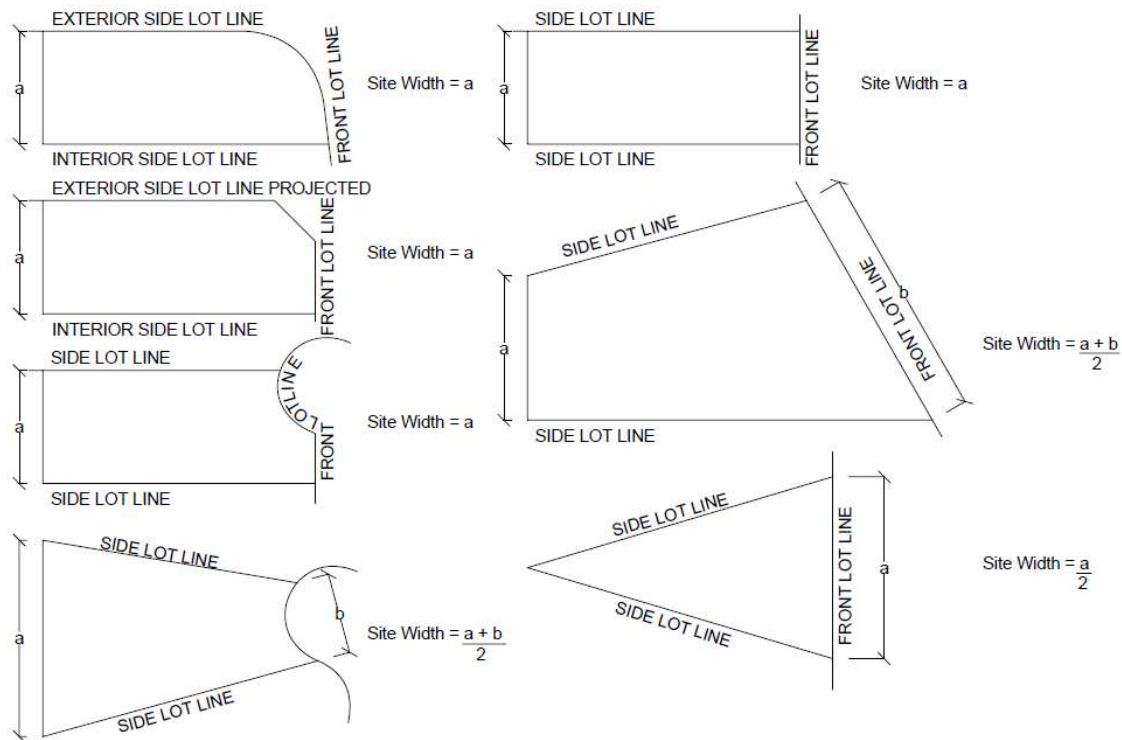 EXTERIOR SIDE LOT LINE
a
FRONT LOT LINE
INTERIOR SIDE LOT LINE
Site Width = a
SIDE LOT LINE
a
FRONT LOT LINE
SIDE LOT LINE
Site Width = a
EXTERIOR SIDE LOT LINE PROJECTED
a
FRONT LOT LINE
INTERIOR SIDE LOT LINE
Site Width = a
SIDE LOT LINE
a
FRONT LOT LINE
b
SIDE LOT LINE
Site Width = a + b
2
SIDE LOT LINE
a
FRONT LOTLINE
SIDE LOT LINE
Site Width = a
SIDE LOT LINE
a
b
SIDE LOT LINE
Site Width = a + b
2
SIDE LOT LINE
SIDE LOT LINE
FRONT LOT LINE
a
Site Width = a
2